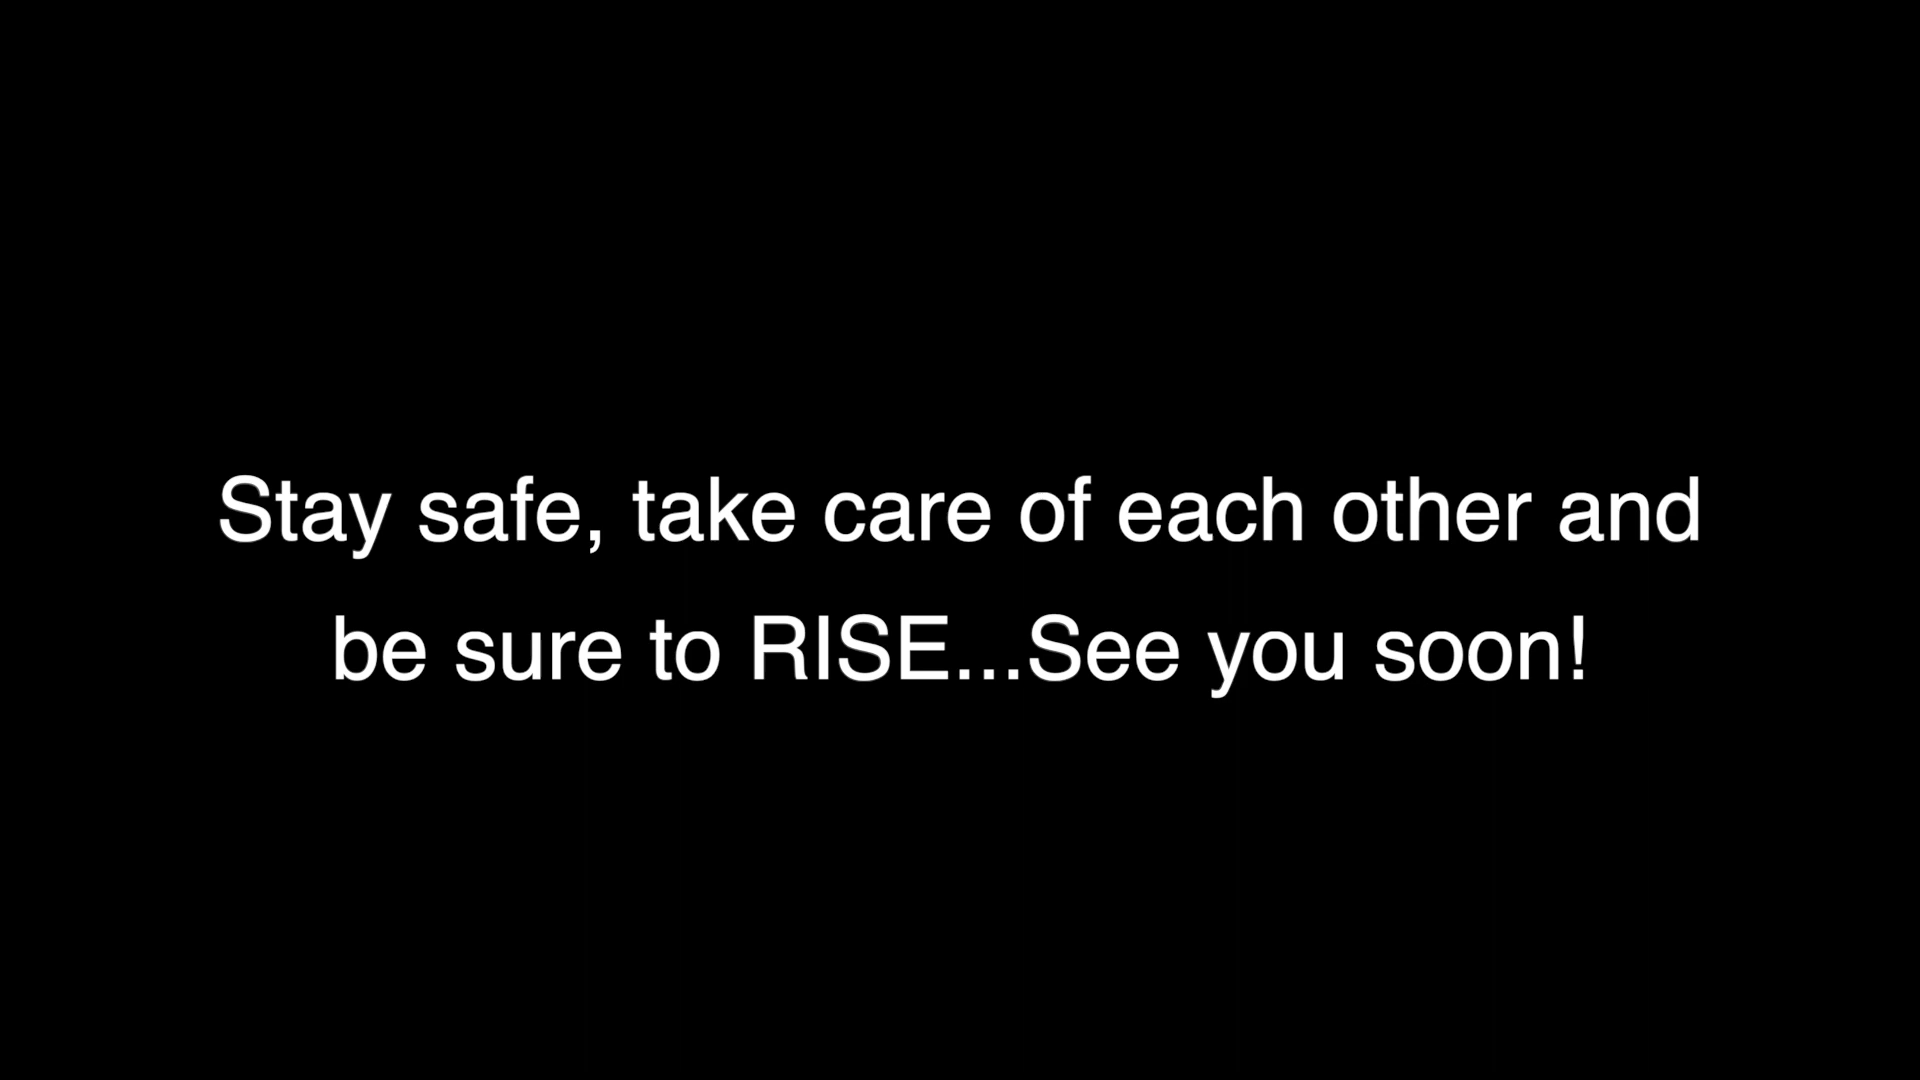 Stay safe, take care of each other and
be sure to RISE...See you soon!